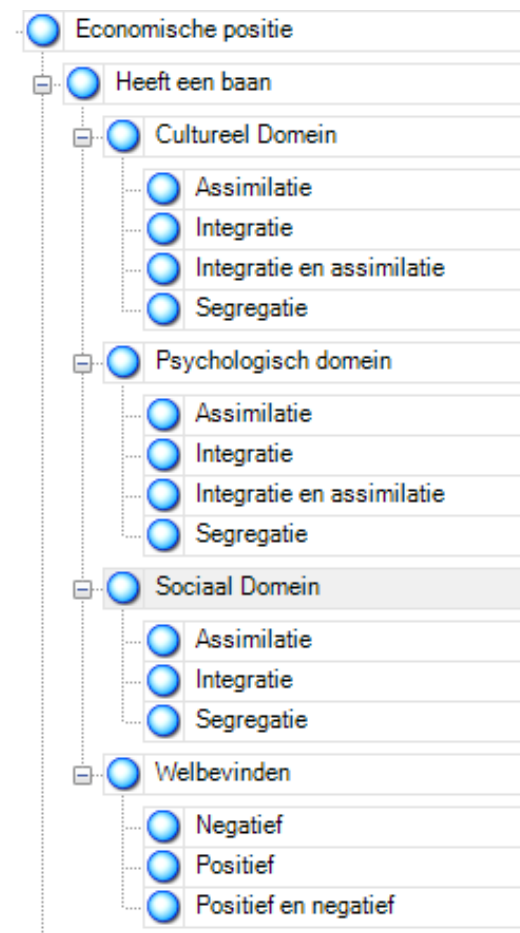 Economische positie
Heeft een baan
Cultureel Domein
Assimilatie
Integratie
Integratie en assimilatie
Segregatie
Psychologisch domein
Assimilatie
Integratie
Integratie en assimilatie
Segregatie
Sociaal Domein
Assimilatie
Integratie
Segregatie
Welbevinden
Negatief
Positief
Positief en negatief